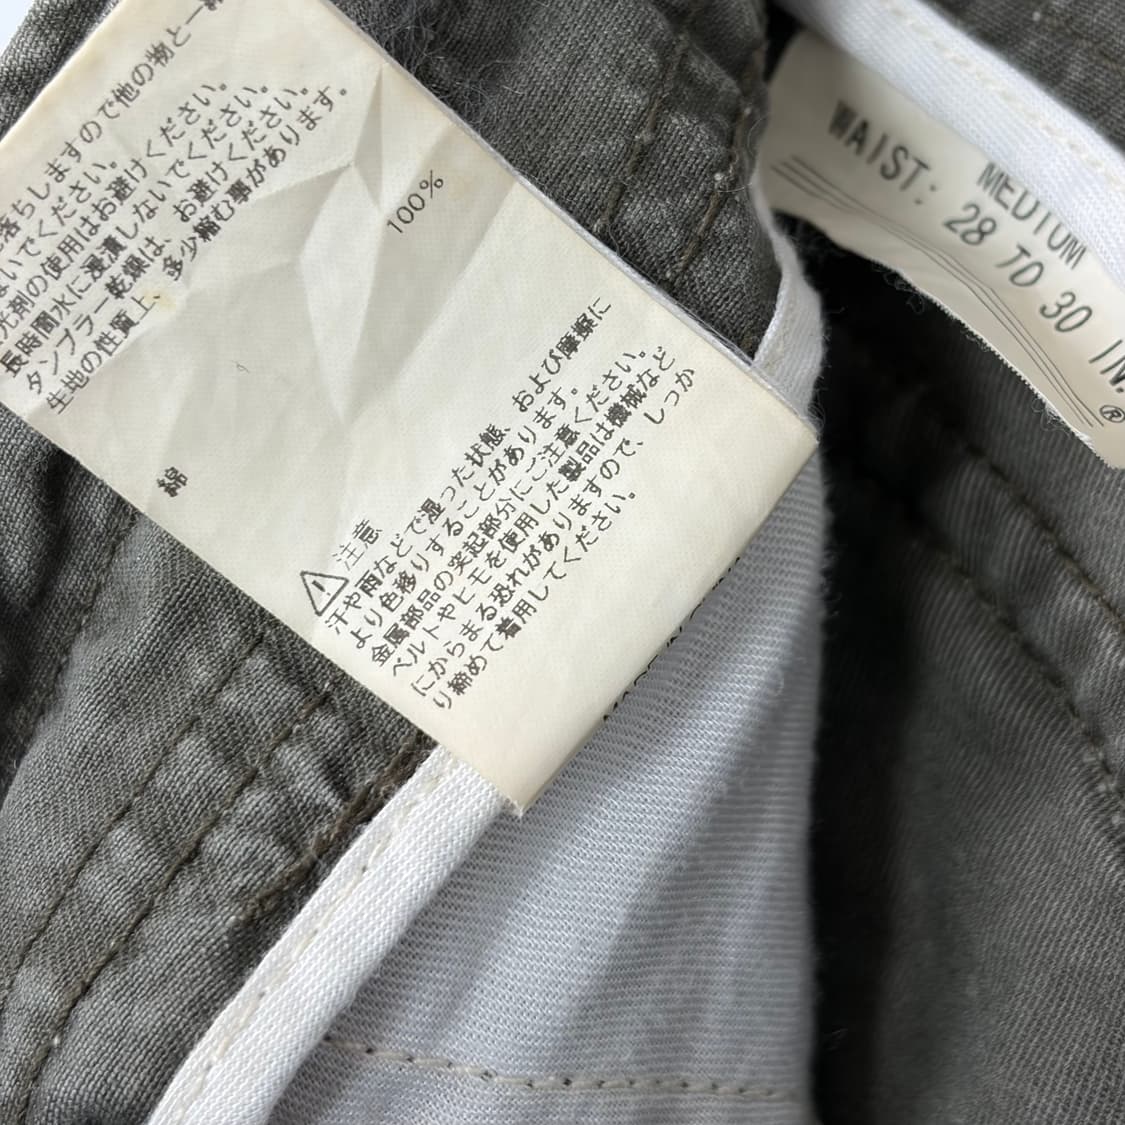 落ちしますので他の物と一緒
ないでください。
光剤の使用はお避けください。
長時間水に浸漬しないでください。
タンブラー乾燥は、お避けください。
生地の性質上、多少縮む事があります。
綿
100%
注意
汗や雨などで湿った状態、および摩擦に
より色移りすることがあります。
金属部品の突起部分にご注意ください。
ベルトやヒモを使用した製品は機械など
にからまる恐れがありますので、しっか
り締めて着用してください。
MEDIUM
WAIST: 28 TO 30 IN.
®